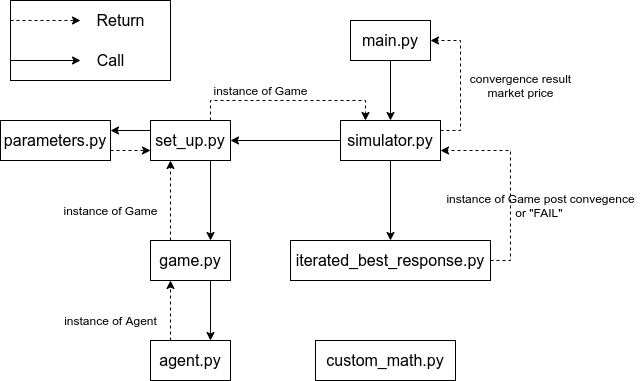 Return
Call
main.py
convergence result
market price
instance of Game
parameters.py
set_up.py
simulator.py
instance of Game post convegence
or "FAIL"
instance of Game
game.py
iterated_best_response.py
instance of Agent
agent.py
custom_math.py